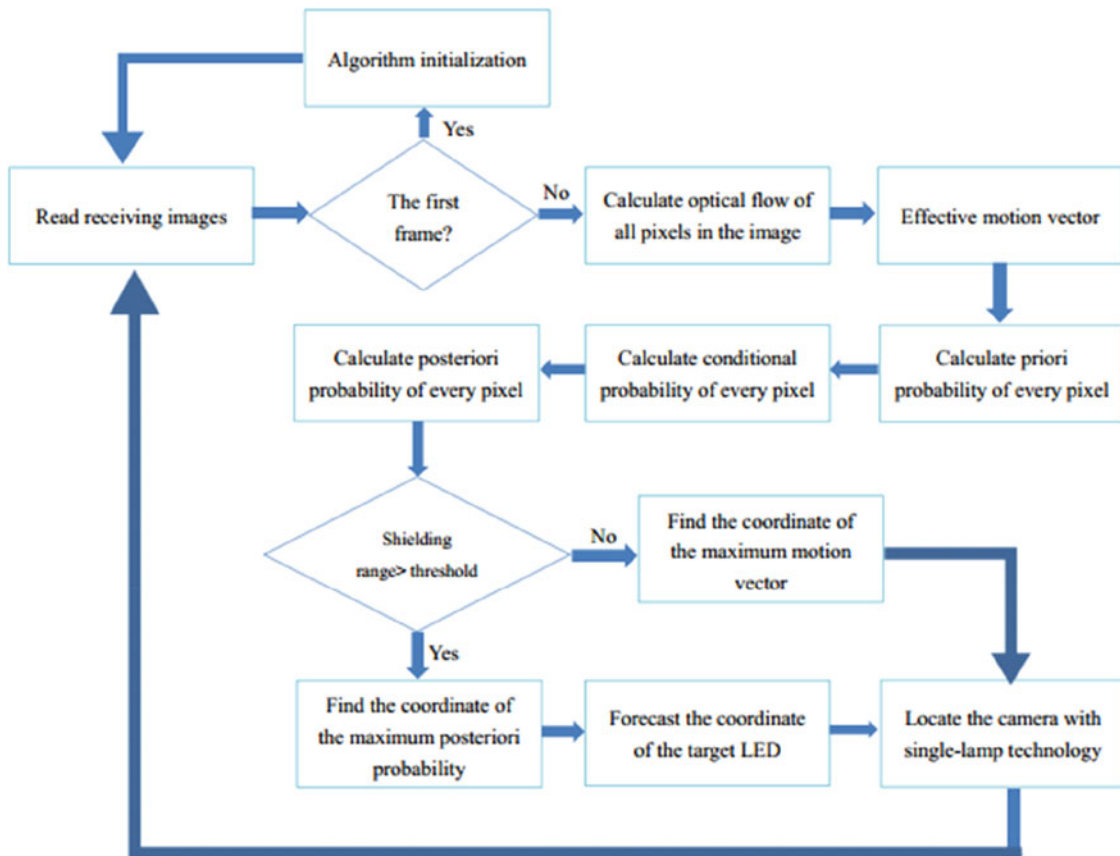 Algorithm initialization
Yes
Read receiving images
The first
frame?
No
Calculate optical flow of
all pixels in the image
Effective motion vector
Calculate posteriori
probability of every pixel
Calculate conditional
probability of every pixel
Calculate priori
probability of every pixel
Shielding
range> threshold
No
Find the coordinate of
the maximum motion
vector
Yes
Find the coordinate of
the maximum posteriori
probability
Forecast the coordinate
of the target LED
Locate the camera with
single-lamp technology